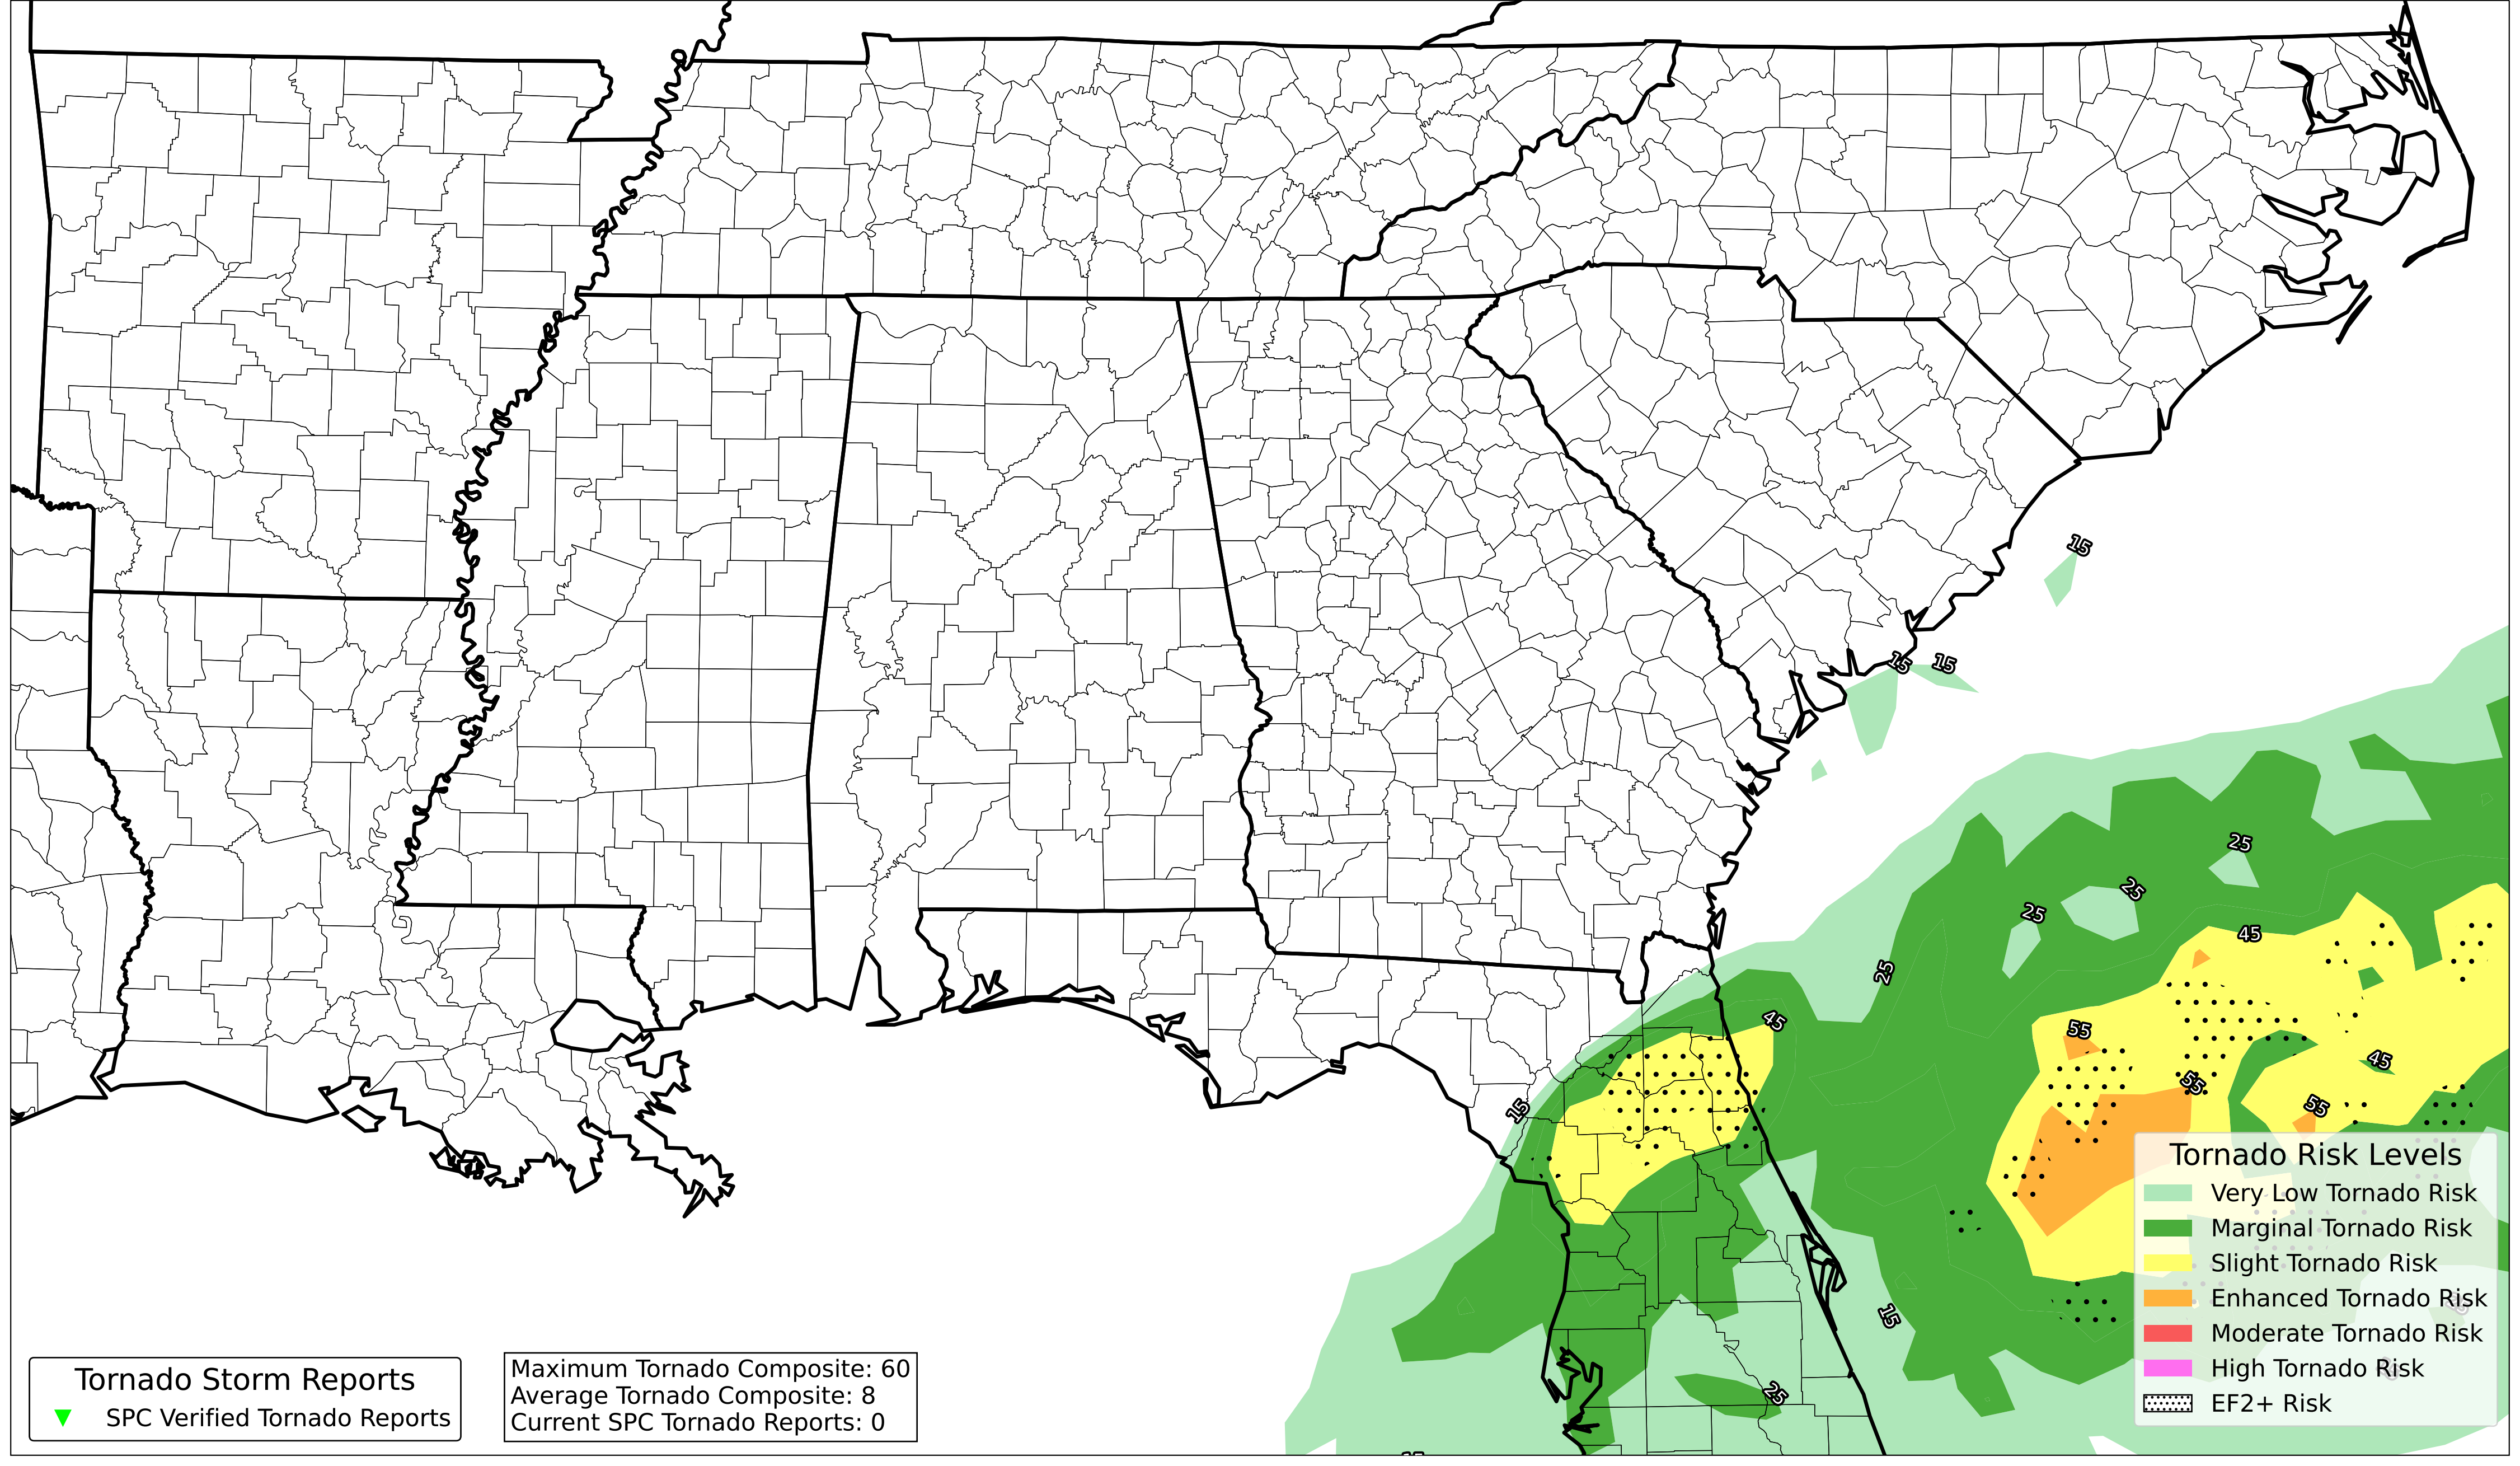 15
15
15
25
25
25
45
25
45
55
45
55
55
15
15
25
Tornado Risk Levels
Very Low Tornado Risk
Marginal Tornado Risk
Slight Tornado Risk
Enhanced Tornado Risk
Moderate Tornado Risk
High Tornado Risk
EF2+ Risk
Tornado Storm Reports
SPC Verified Tornado Reports
Maximum Tornado Composite: 60
Average Tornado Composite: 8
Current SPC Tornado Reports: 0